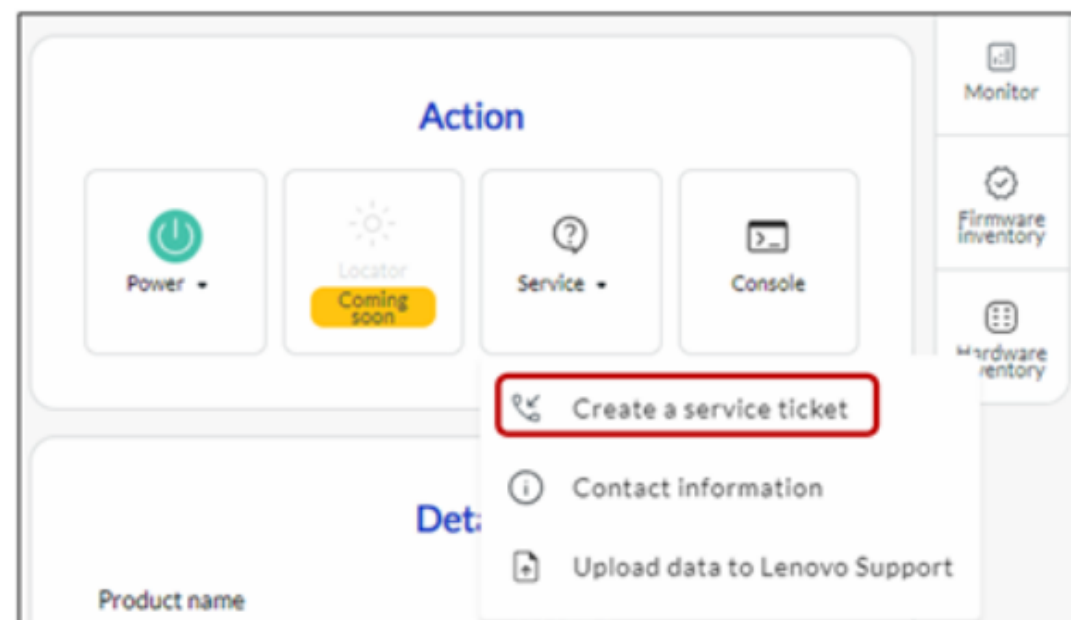 Action
Power
Locator
Coming
soon
Service
Console
Monitor
Firmware
inventory
Hardware
Create a service ticket
Contact information
Upload data to Lenovo Support
Product name